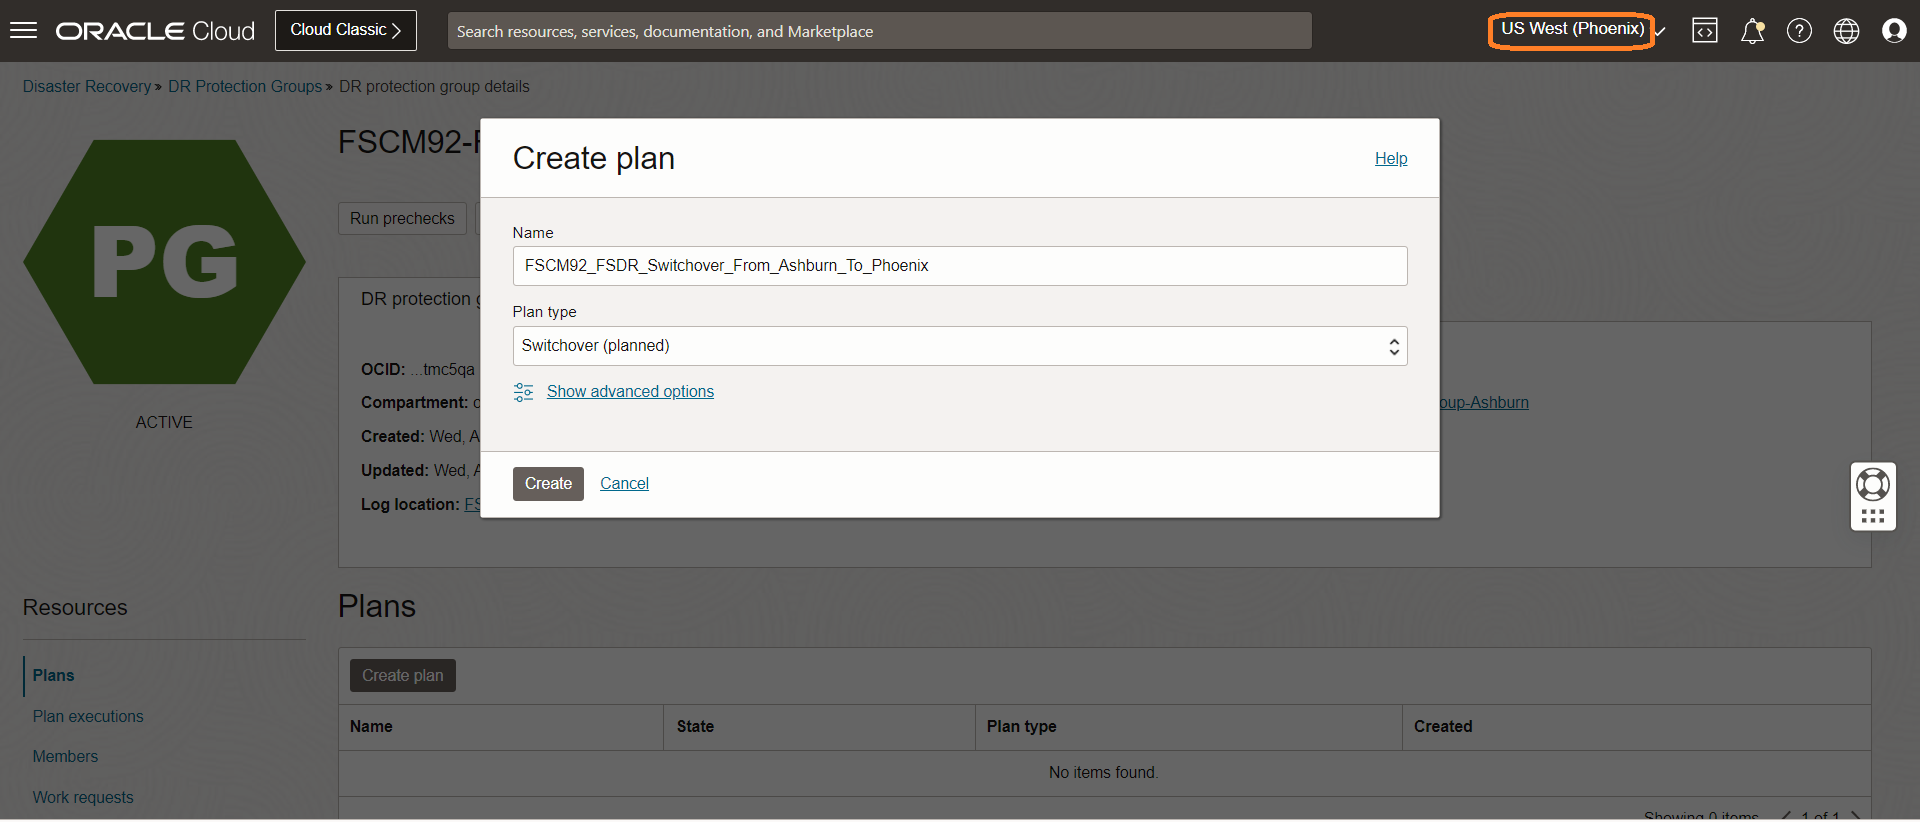 ORACLE Cloud
Cloud Classic
Search resources, services, documentation, and Marketplace
US West (Phoenix)
Disaster Recovery » DR Protection Groups » DR protection group details
PG
ACTIVE
FSCM92-
Run prechecks
DR protection
OCID: ...tmc5qa
Compartment:
Created: Wed,
Updated: Wed,
Log location:
oup-Ashburn
Create plan
Help
Name
FSCM92_FSDR_Switchover_From_Ashburn_To_Phoenix
Plan type
Switchover (planned)
Show advanced options
Create
Cancel
Resources
Plans
Plan executions
Members
Work requests
Plans
Create plan
Name State Plan type Created
No items found.
Showing 0 items 1 of 1